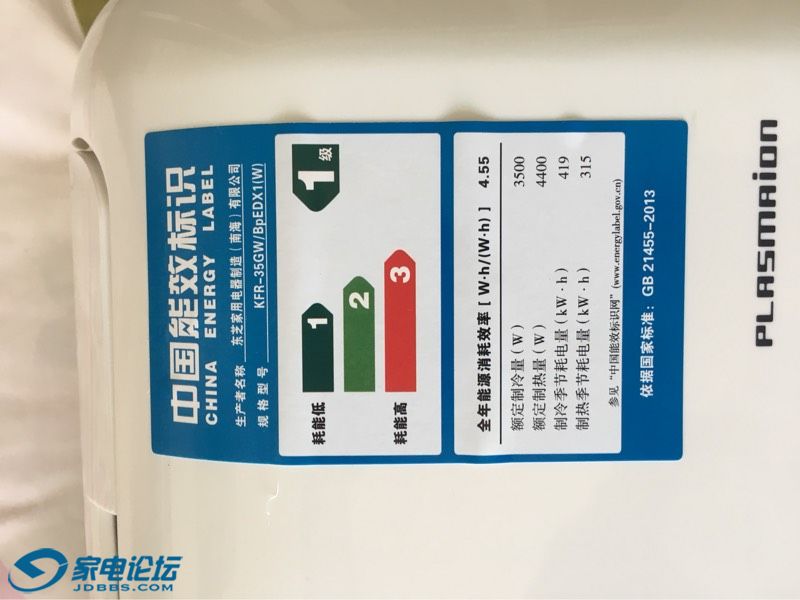 中国能效标识
CHINA ENERGY LABEL
生产者名称 东芝家用电器制造（南海）有限公司
规格型号 KFR-35GW/BpEDX1(W)
耗能低
1
2
3
耗能高
1级
全年能源消耗效率[W·h/(W·h)] 4.55
额定制冷量(W) 3500
额定制热量(W) 4400
制冷季节耗电量(kW·h) 419
制热季节耗电量(kW·h) 315
参见“中国能效标识网”(www.energylabel.gov.cn)
依据国家标准：GB 21455-2013
PLASMAION
家电论坛
JDBBS.COM